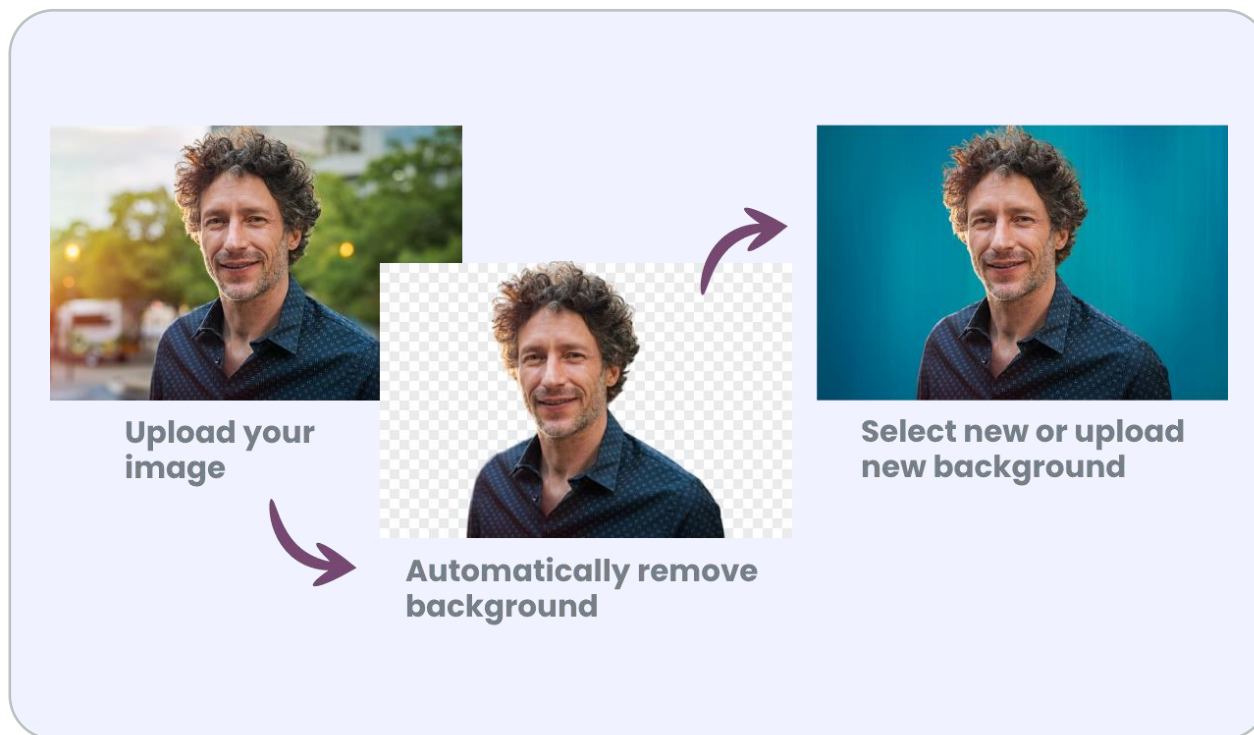 Upload your
image
Automatically remove
background
Select new or upload
new background